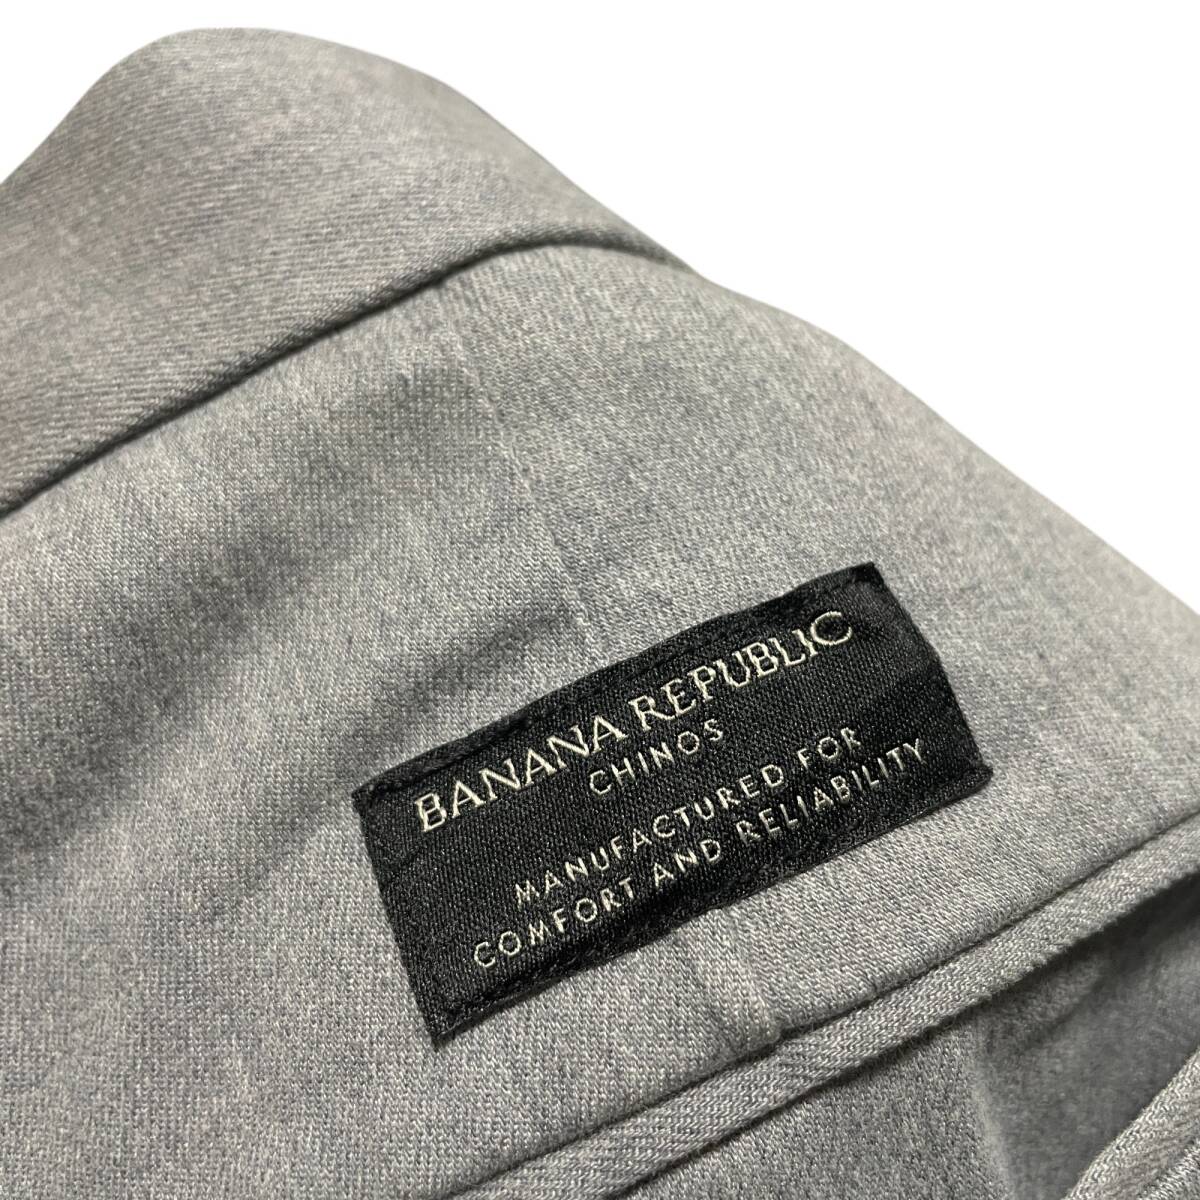 BANANA REPUBLIC
CHINOS
MANUFACTURED FOR
COMFORT AND RELIABILITY